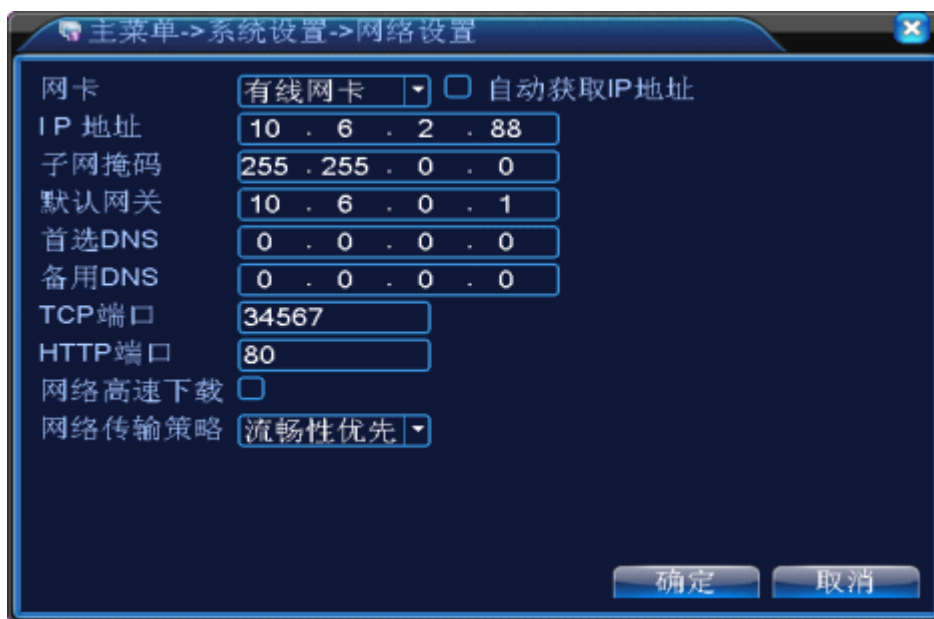 主菜单->系统设置->网络设置
网卡 有线网卡 自动获取IP地址
IP 地址 10 . 6 . 2 . 88
子网掩码 255 . 255 . 0 . 0
默认网关 10 . 6 . 0 . 1
首选DNS 0 . 0 . 0 . 0
备用DNS 0 . 0 . 0 . 0
TCP端口 34567
HTTP端口 80
网络高速下载
网络传输策略 流畅性优先
确定 取消